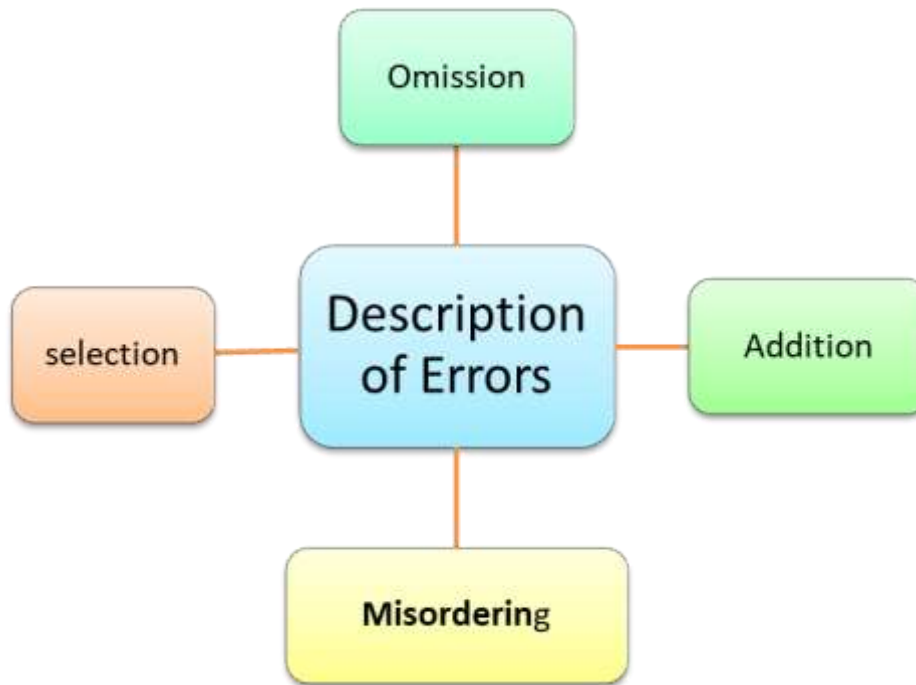 Omission
Description
of Errors
selection
Addition
Misordering